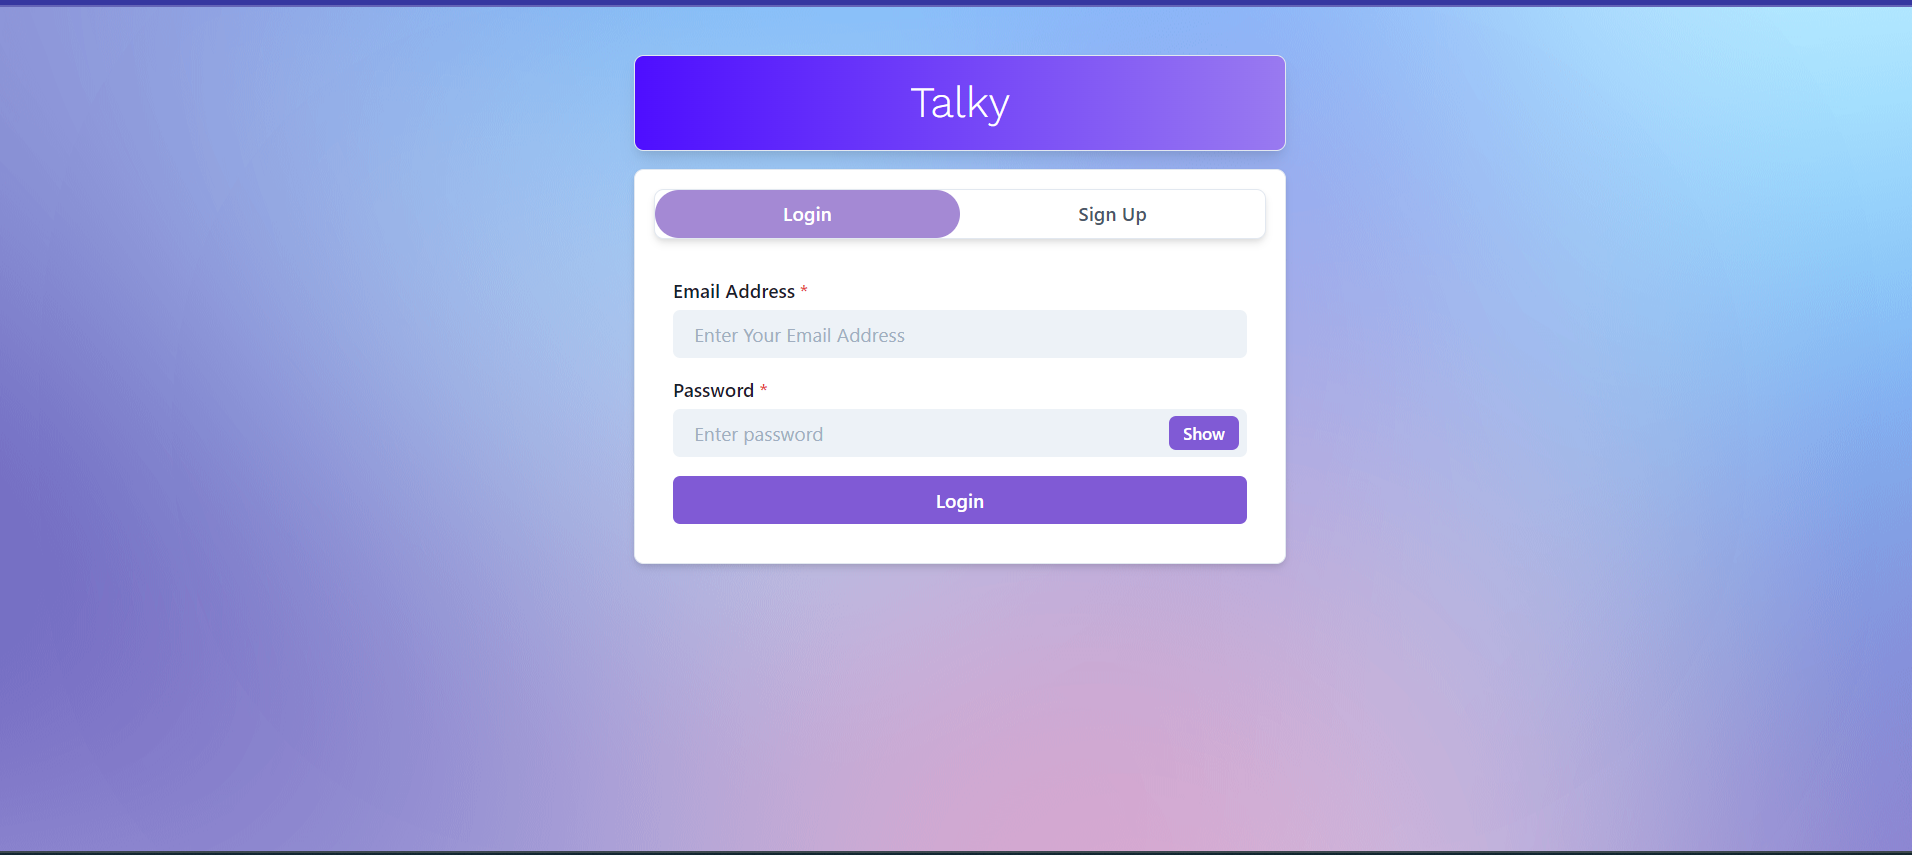 Talky
Login Sign Up
Email Address *
Enter Your Email Address
Password *
Enter password Show
Login